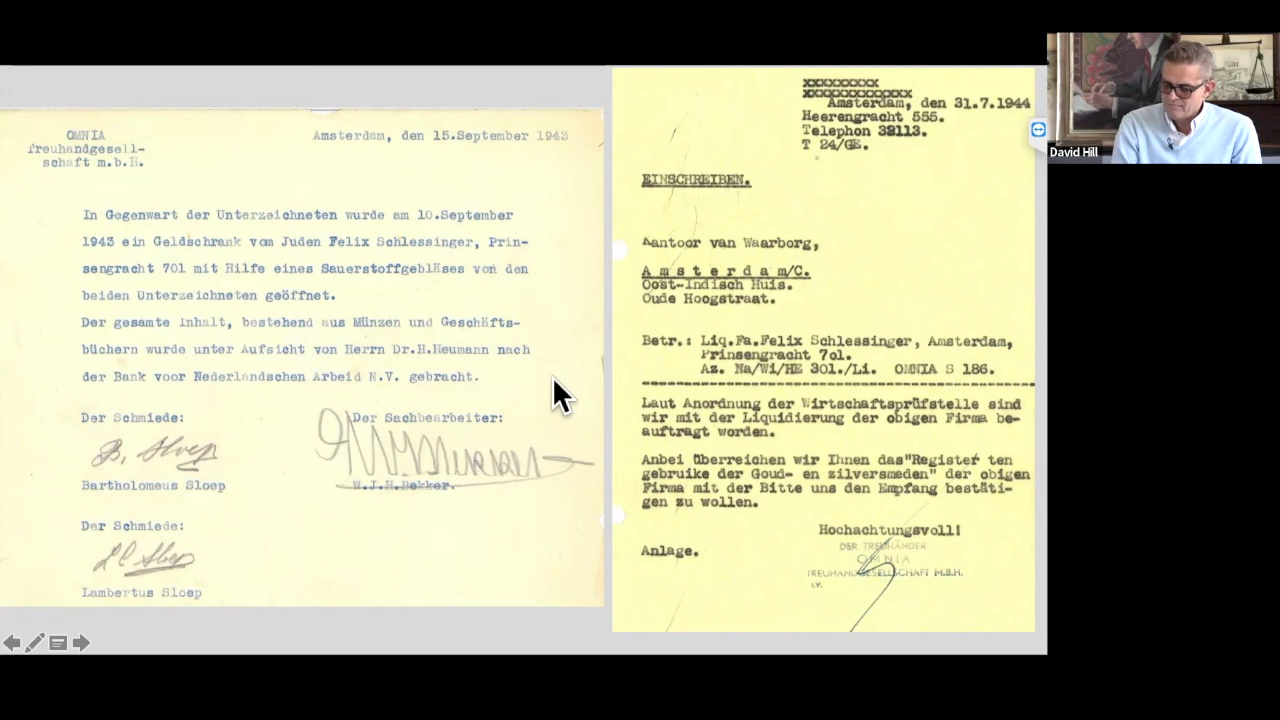 OMNIA
Treuhandgesell-
schaft m.b.H.
Amsterdam, den 15.September 1943
In Gegenwart der Unterzeichneten wurde am 10.September
1943 ein Geldschrank vom Juden Felix Schlessinger, Prin-
sengracht 701 mit Hilfe eines Sauerstoffgebläses von den
beiden Unterzeichneten geöffnet.
Der gesamte Inhalt, bestehend aus Münzen und Geschäfts-
büchern wurde unter Aufsicht von Herrn Dr.H.Heumann nach
der Bank voor Nederlandschen Arbeid N.V. gebracht.
Der Schmiede:
Der Sachbearbeiter:
B. Sloep
Bartholomeus Sloep
W.J.H.Bekker.
Der Schmiede:
Sloep
Lambertus Sloep
XXXXXXXXX
XXXXXXXXXXXXX
Amsterdam, den 31.7.1944
Heerengracht 555.
Telephon 38113.
T 24/GE.
EINSCHREIBEN.
Kantoor van Waarborg,
A m s t e r d a m/C.
Oost-Indisch Huis.
Oude Hoogstraat.
Betr.: Liq.Fa.Felix Schlessinger, Amsterdam,
Prinsengracht 7o1.
Az. Na/Wi/HE 301./Li. OMNIA S 186.
Laut Anordnung der Wirtschaftsprüfstelle sind
wir mit der Liquidierung der obigen Firma be-
auftragt worden.
Anbei überreichen wir Ihnen das"Register ten
gebruike der Goud- en zilversmeden" der obigen
Firma mit der Bitte uns den Empfang bestäti-
gen zu wollen.
Hochachtungsvoll!
Anlage.
DER TREUHÄNDER
OMNIA
TREUHANDGESELLSCHAFT M.B.H.
I.V.
David Hill